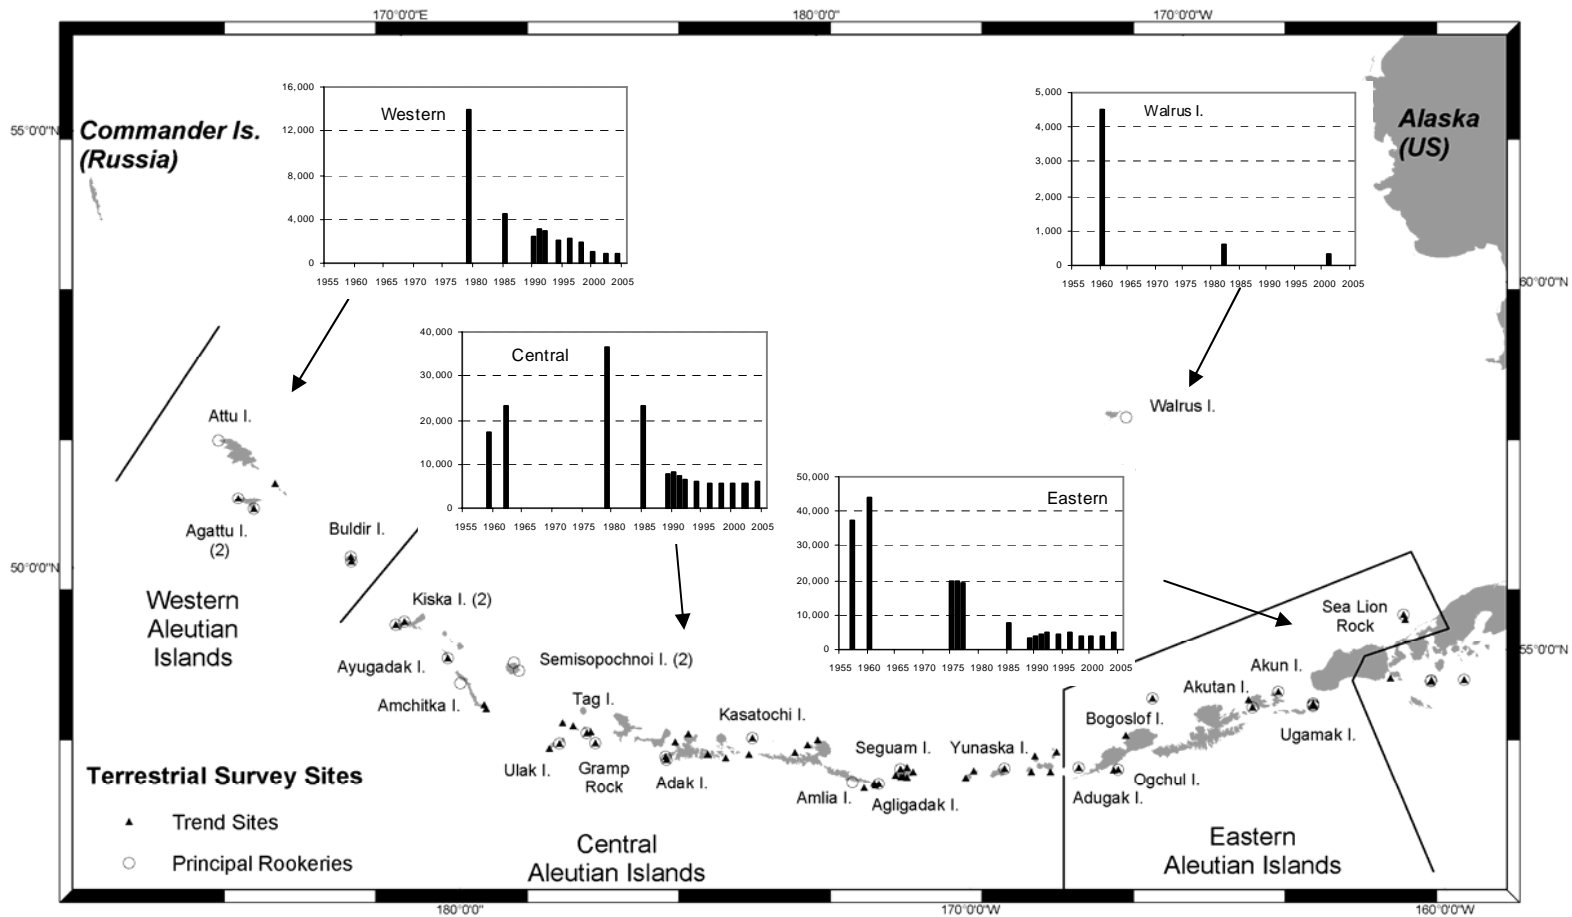 170°0'0"E
180°0'0"
170°0'0"W
55°0'0"N
Commander Is.
(Russia)
Western
16,000
12,000
8,000
4,000
0
1955 1960 1965 1970 1975 1980 1985 1990 1995 2000 2005
Walrus I.
5,000
4,000
3,000
2,000
1,000
0
1955 1960 1965 1970 1975 1980 1985 1990 1995 2000 2005
Alaska
(US)
60°0'0"N
Central
40,000
30,000
20,000
10,000
0
1955 1960 1965 1970 1975 1980 1985 1990 1995 2000 2005
Walrus I.
Eastern
50,000
40,000
30,000
20,000
10,000
0
1955 1960 1965 1970 1975 1980 1985 1990 1995 2000 2005
Attu I.
Agattu I.
(2)
Buldir I.
50°0'0"N
Western
Aleutian
Islands
Kiska I. (2)
Ayugadak I.
Semisopochnoi I. (2)
Amchitka I.
Tag I.
Kasatochi I.
Ulak I.
Gramp
Rock
Adak I.
Seguam I.
Yunaska I.
Amlia I.
Agligadak I.
Sea Lion
Rock
55°0'0"N
Akun I.
Akutan I.
Bogoslof I.
Ugamak I.
Ogchul I.
Adugak I.
Terrestrial Survey Sites
Trend Sites
Principal Rookeries
Central
Aleutian Islands
Eastern
Aleutian Islands
180°0'0"
170°0'0"W
160°0'0"W